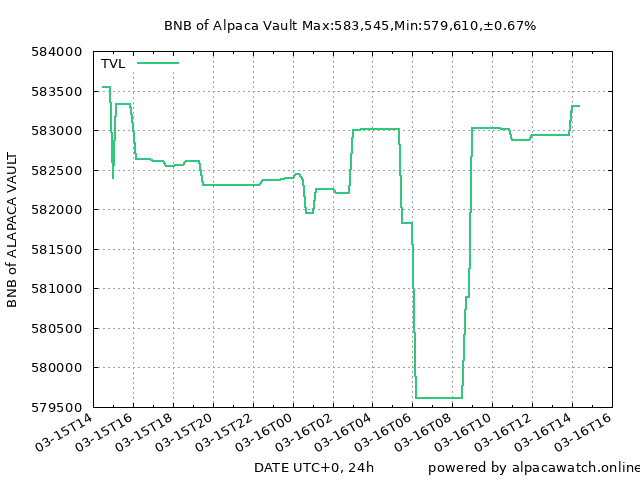 BNB of Alpaca Vault Max:583,545,Min:579,610,±0.67%
TVL
BNB of ALAPACA VAULT
584000
583500
583000
582500
582000
581500
581000
580500
580000
579500
03-15T14
03-15T16
03-15T18
03-15T20
03-15T22
03-16T00
03-16T02
03-16T04
03-16T06
03-16T08
03-16T10
03-16T12
03-16T14
03-16T16
DATE UTC+0, 24h
powered by alpacawatch.online